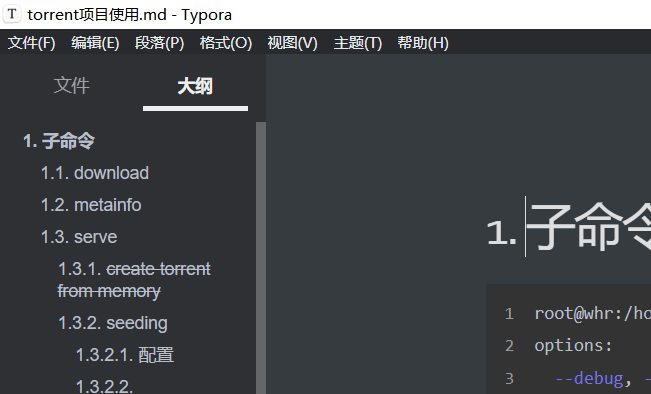 T torrent项目使用.md - Typora
文件(F) 编辑(E) 段落(P) 格式(O) 视图(V) 主题(T) 帮助(H)
文件 大纲
1. 子命令
1.1. download
1.2. metainfo
1.3. serve
1.3.1. create torrent
from memory
1.3.2. seeding
1.3.2.1. 配置
1.3.2.2.
1. 子命令
1 root@whr:/ho
2 options:
3 --debug, -